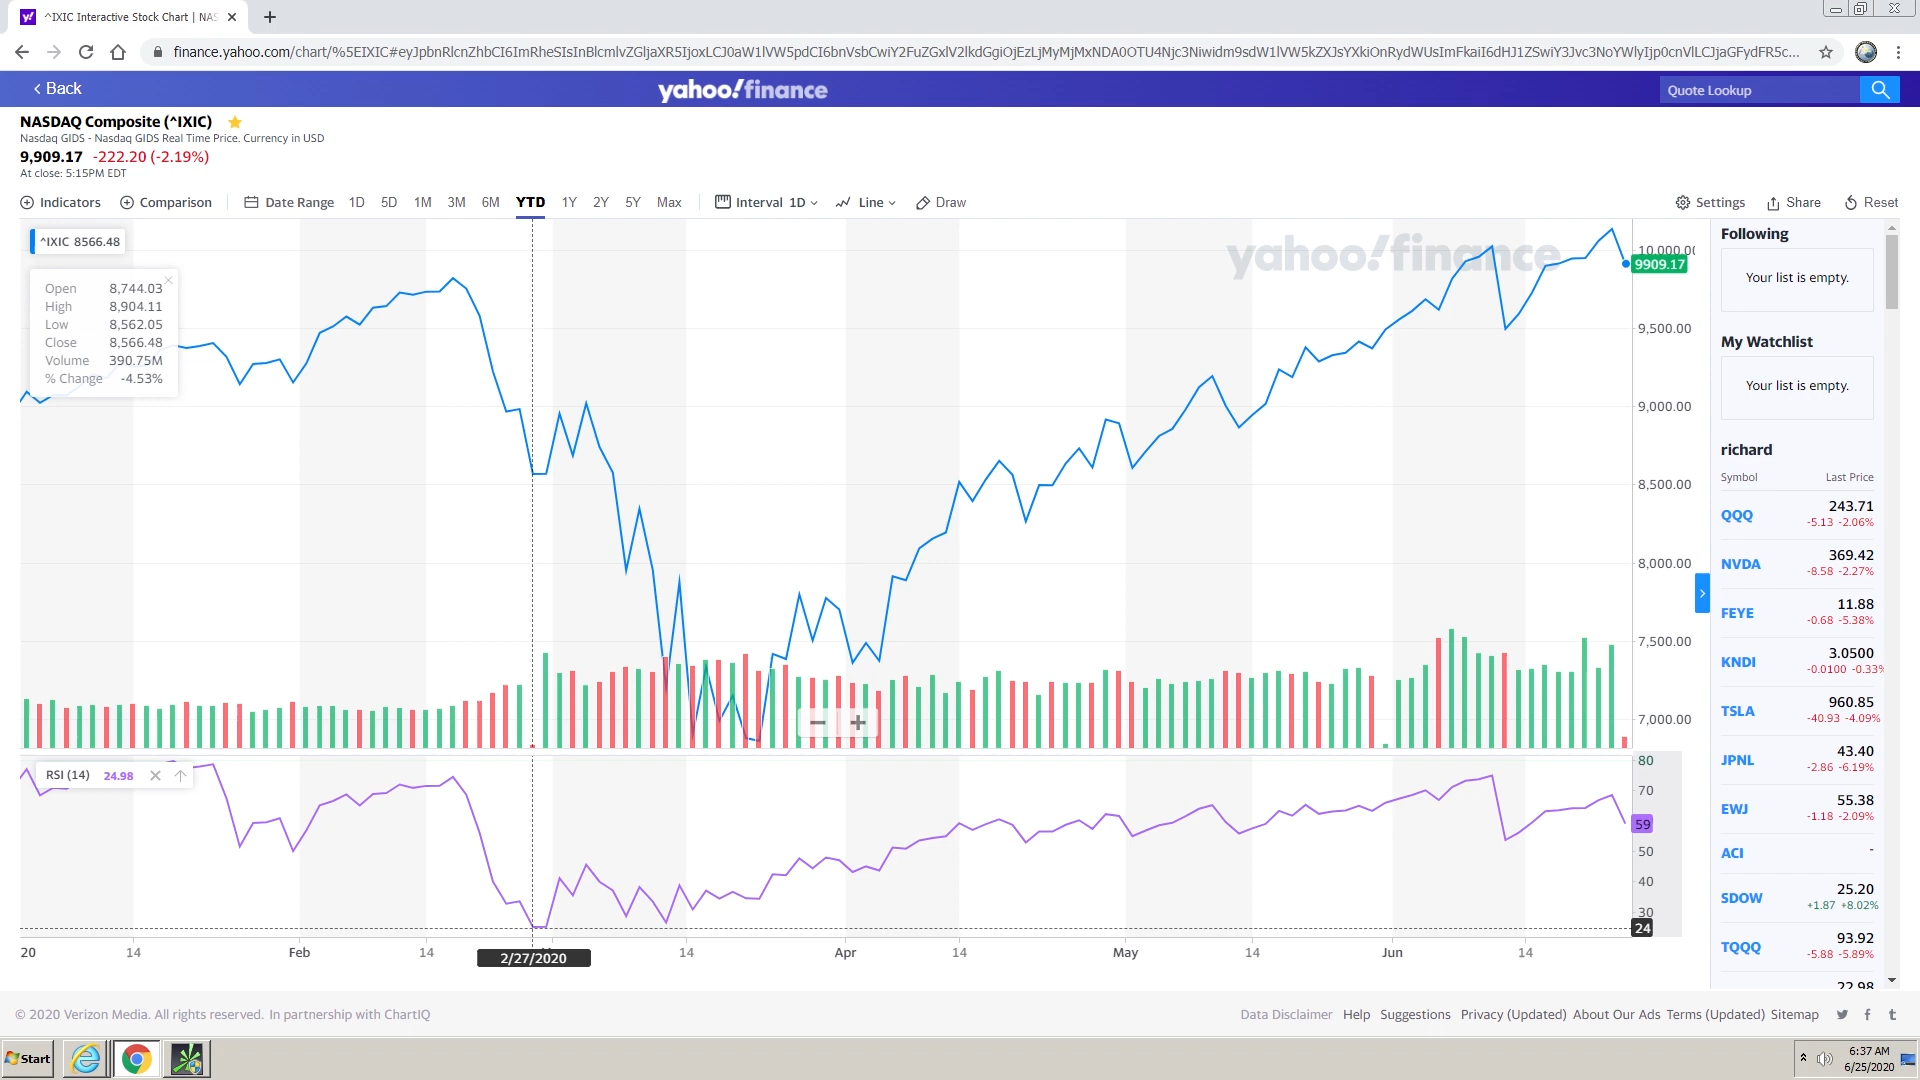 ^IXIC Interactive Stock Chart | NAS
finance.yahoo.com/chart/%5EIXIC#
Back
yahoo!finance
Quote Lookup
NASDAQ Composite (^IXIC)
Nasdaq GIDS - Nasdaq GIDS Real Time Price. Currency in USD
9,909.17 -222.20 (-2.19%)
At close: 5:15PM EDT
Indicators Comparison Date Range 1D 5D 1M 3M 6M YTD 1Y 2Y 5Y Max Interval 1D Line Draw Settings Share Reset
^IXIC 8566.48
Open 8,744.03
High 8,904.11
Low 8,562.05
Close 8,566.48
Volume 390.75M
% Change -4.53%
yahoo!finance
10,000.00
9909.17
9,500.00
9,000.00
8,500.00
8,000.00
7,500.00
7,000.00
RSI (14) 24.98
80
70
59
50
40
30
24
20 14 Feb 14 2/27/2020 14 Apr 14 May 14 Jun 14
Following
Your list is empty.
My Watchlist
Your list is empty.
richard
Symbol Last Price
QQQ 243.71
-5.13 -2.06%
NVDA 369.42
-8.58 -2.27%
FEYE 11.88
-0.68 -5.38%
KNDI 3.0500
-0.0100 -0.33%
TSLA 960.85
-40.93 -4.09%
JPNL 43.40
-2.86 -6.19%
EWJ 55.38
-1.18 -2.09%
ACI -
SDOW 25.20
+1.87 +8.02%
TQQQ 93.92
-5.88 -5.89%
22.98
© 2020 Verizon Media. All rights reserved. In partnership with ChartIQ
Data Disclaimer Help Suggestions Privacy (Updated) About Our Ads Terms (Updated) Sitemap
Start
6:37 AM
6/25/2020